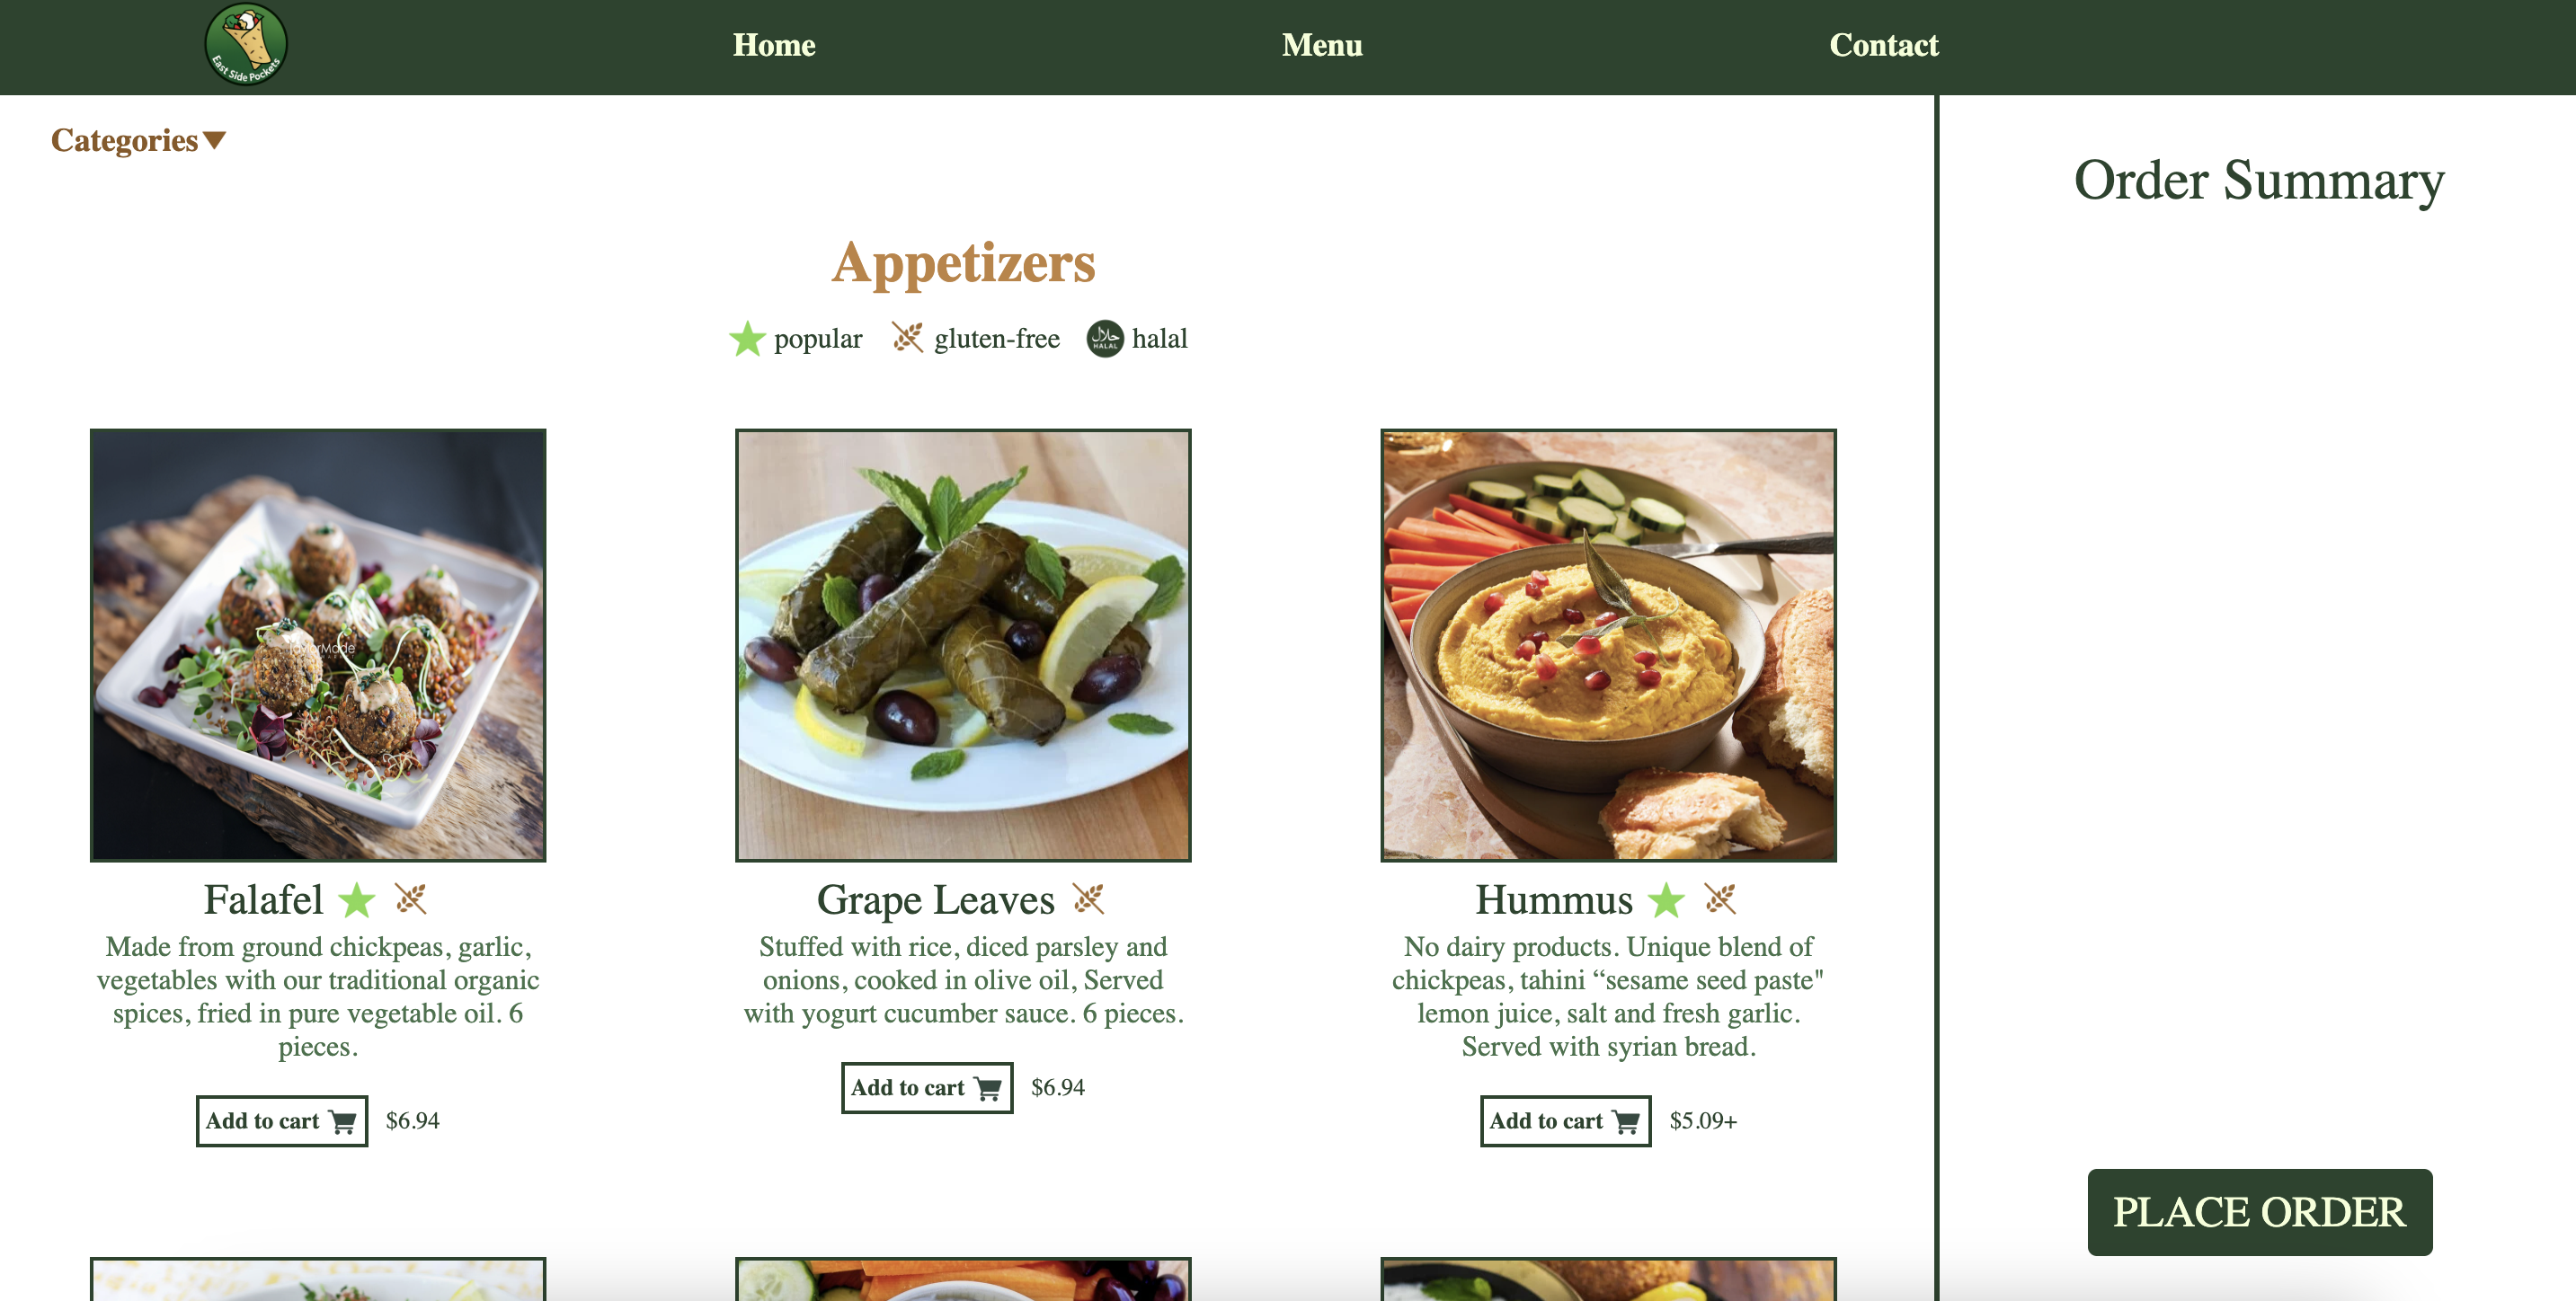 East Side Pockets
Home
Menu
Contact
Categories
Order Summary
Appetizers
popular
gluten-free
حلال
HALAL
halal
Falafel
Made from ground chickpeas, garlic,
vegetables with our traditional organic
spices, fried in pure vegetable oil. 6
pieces.
Add to cart
$6.94
Grape Leaves
Stuffed with rice, diced parsley and
onions, cooked in olive oil, Served
with yogurt cucumber sauce. 6 pieces.
Add to cart
$6.94
Hummus
No dairy products. Unique blend of
chickpeas, tahini “sesame seed paste"
lemon juice, salt and fresh garlic.
Served with syrian bread.
Add to cart
$5.09+
PLACE ORDER